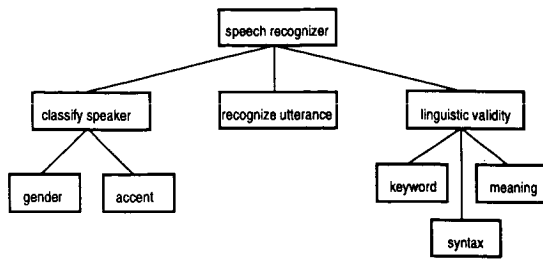 speech recognizer
classify speaker
recognize utterance
linguistic validity
gender
accent
keyword
meaning
syntax